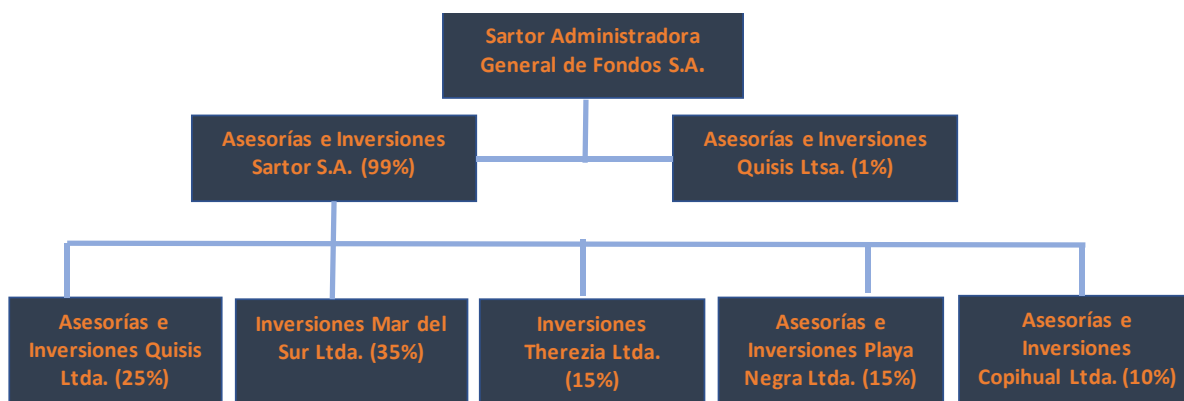 Sartor Administradora
General de Fondos S.A.
Asesorías e Inversiones
Sartor S.A. (99%)
Asesorías e Inversiones
Quisis Ltsa. (1%)
Asesorías e
Inversiones Quisis
Ltda. (25%)
Inversiones Mar del
Sur Ltda. (35%)
Inversiones
Therezia Ltda.
(15%)
Asesorías e
Inversiones Playa
Negra Ltda. (15%)
Asesorías e
Inversiones
Copihual Ltda. (10%)